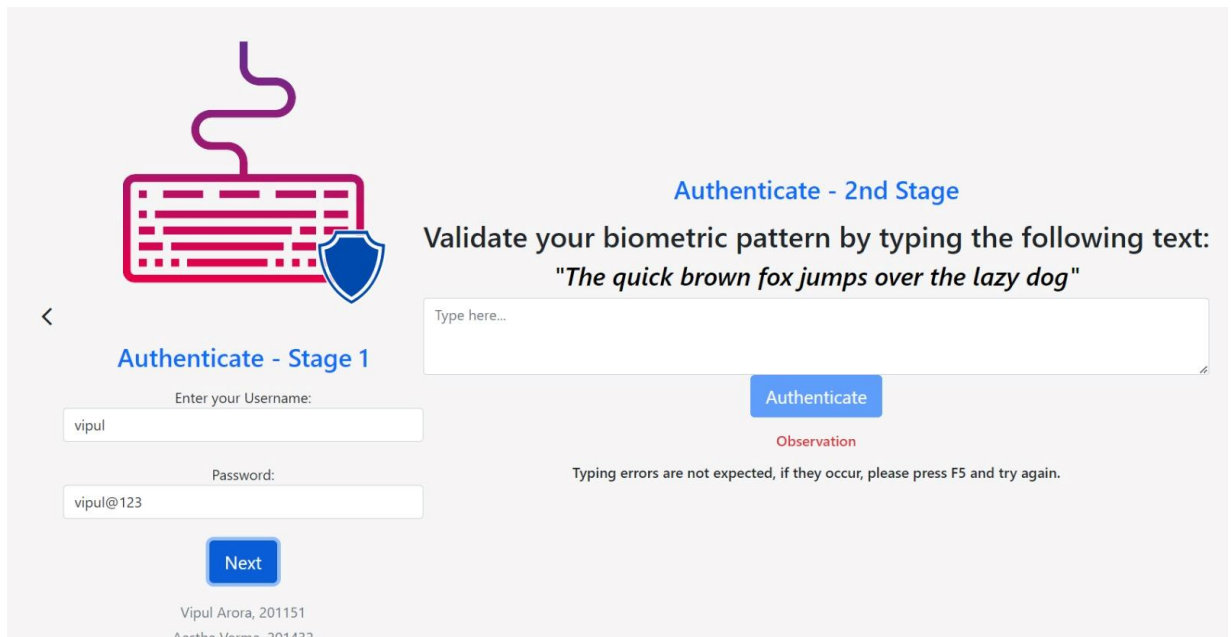 Authenticate - Stage 1
Enter your Username:
vipul
Password:
vipul@123
Next
Vipul Arora, 201151
Authenticate - 2nd Stage
Validate your biometric pattern by typing the following text:
"The quick brown fox jumps over the lazy dog"
Type here...
Authenticate
Observation
Typing errors are not expected, if they occur, please press F5 and try again.